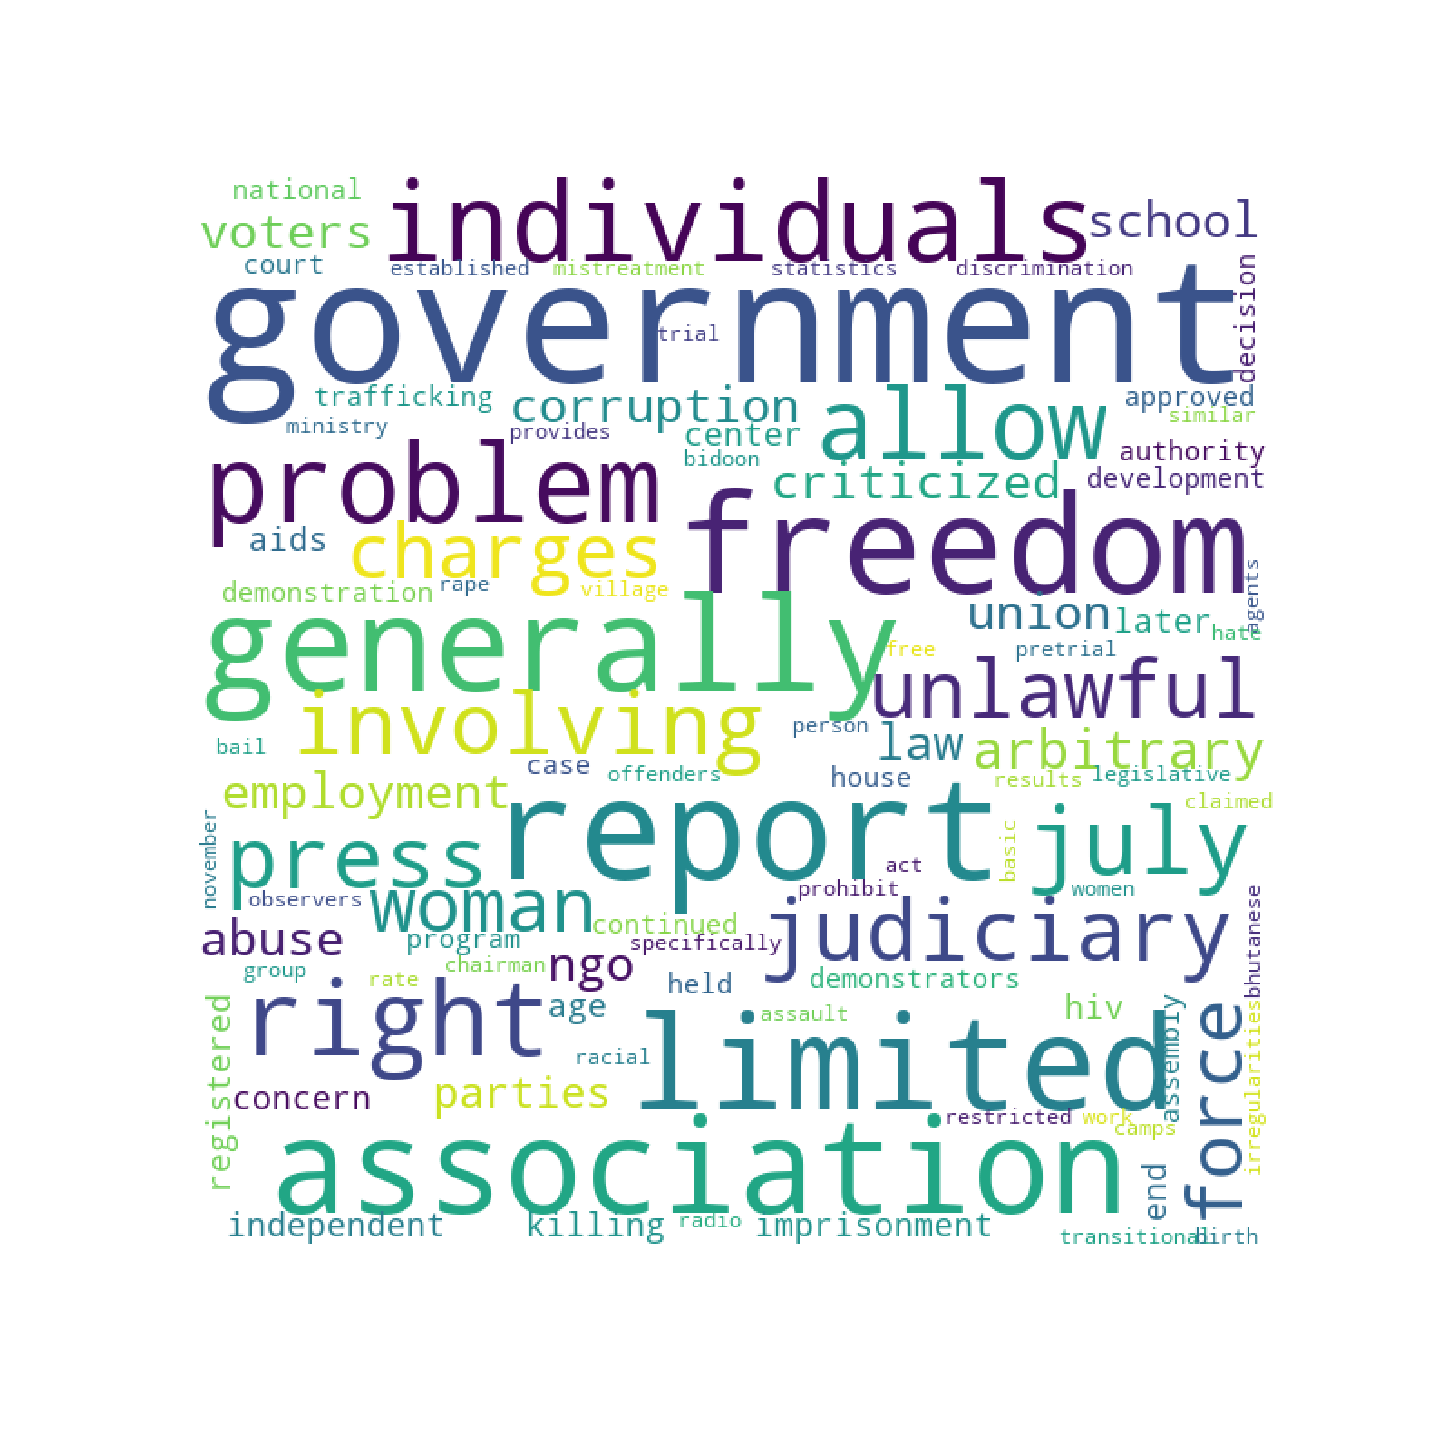 national
individuals
school
voters
court
established
mistreatment
statistics
discrimination
government
decision
trial
trafficking
corruption
allow
approved
similar
ministry
provides
center
bidoon
authority
problem
criticized
development
freedom
aids
charges
demonstration
rape
village
agents
generally
union
later
hate
free
pretrial
unlawful
involving
person
law
arbitrary
bail
case
offenders
house
results
legislative
employment
report
claimed
november
press
basic
july
act
observers
woman
prohibit
women
judiciary
bhutanese
abuse
program
continued
specifically
group
rate
chairman
ngo
held
demonstrators
right
age
assault
limited
hiv
assembly
force
irregularities
registered
racial
concern
parties
restricted
work
camps
association
end
independent
killing
radio
imprisonment
transitional
birth